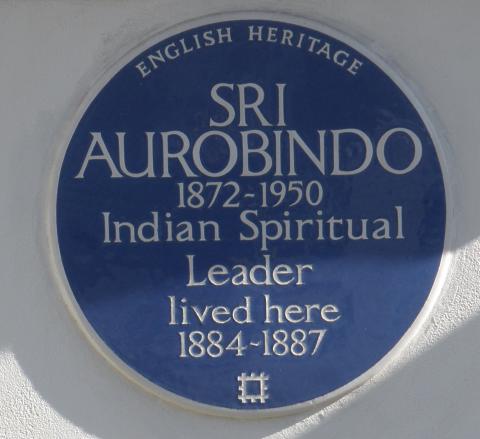 ENGLISH HERITAGE
SRI
AUROBINDO
1872-1950
Indian Spiritual
Leader
lived here
1884-1887